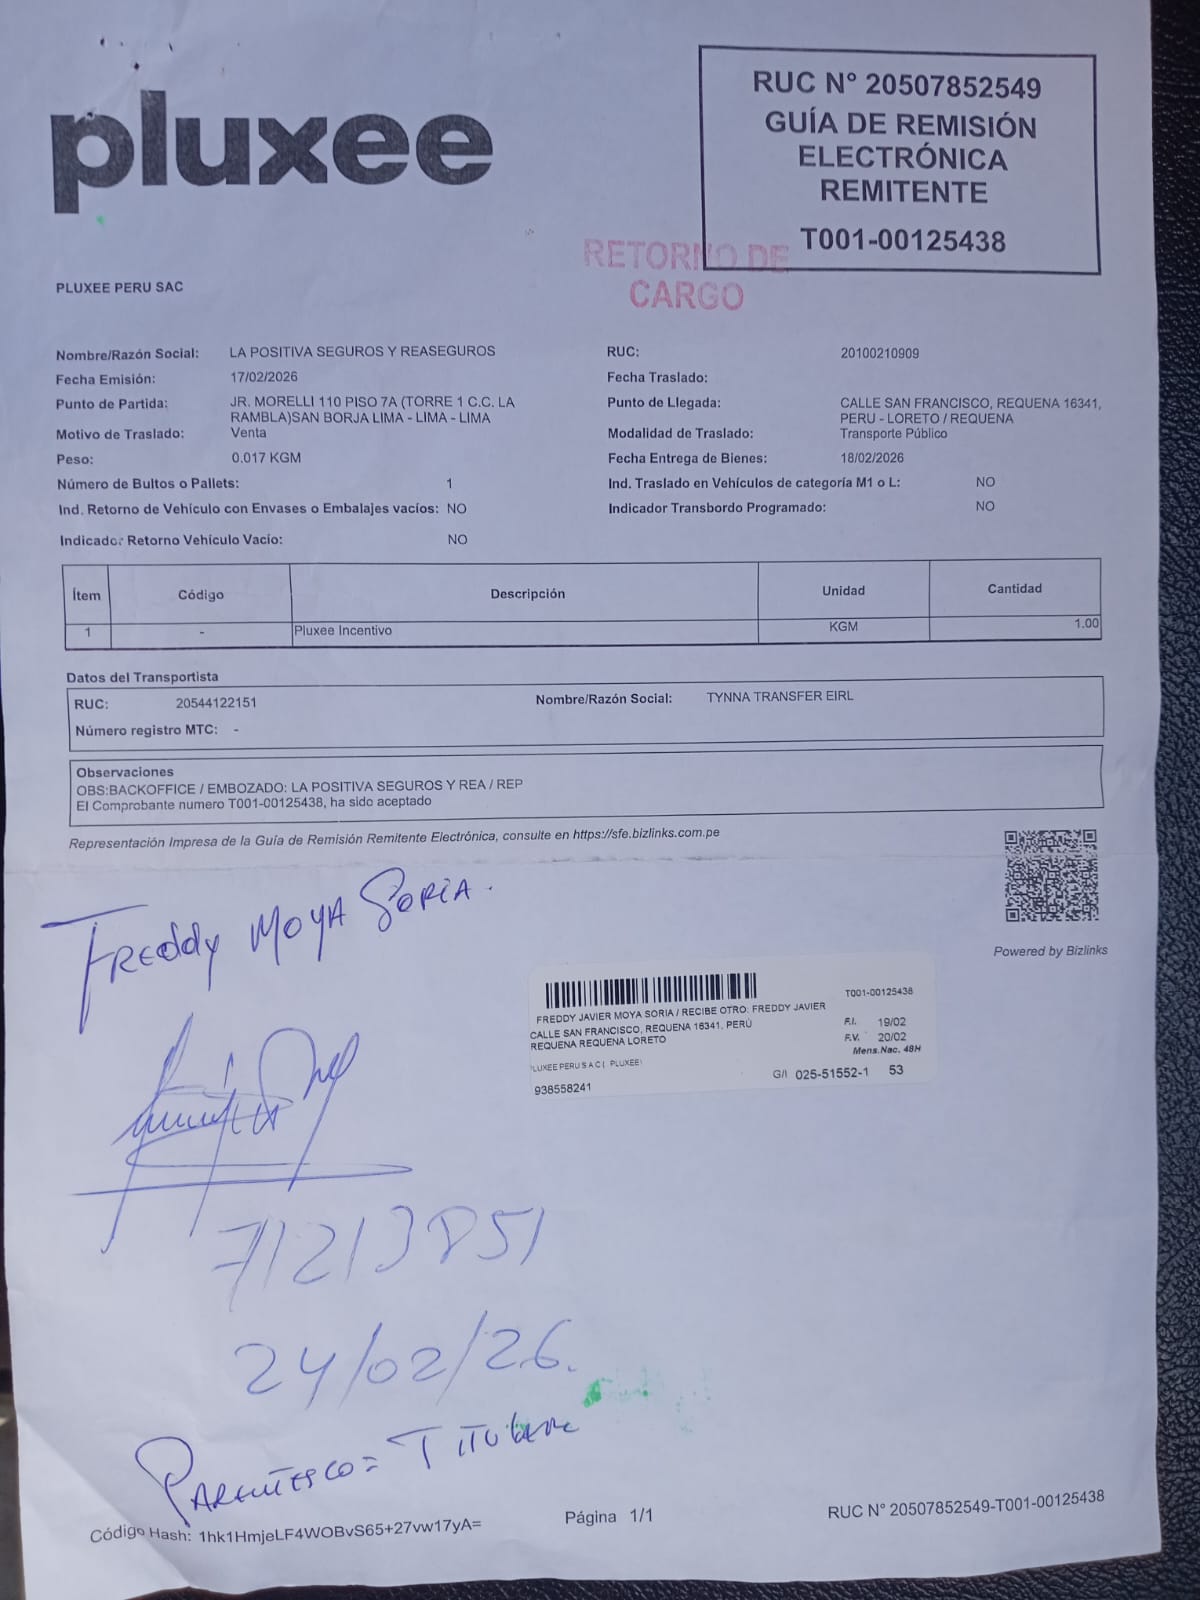 pluxee
RUC N° 20507852549
GUÍA DE REMISIÓN
ELECTRÓNICA
REMITENTE
T001-00125438
RETORNO DE
CARGO
PLUXEE PERU SAC
Nombre/Razón Social: LA POSITIVA SEGUROS Y REASEGUROS
RUC: 20100210909
Fecha Emisión: 17/02/2026
Fecha Traslado:
Punto de Partida: JR. MORELLI 110 PISO 7A (TORRE 1 C.C. LA
RAMBLA)SAN BORJA LIMA - LIMA - LIMA
Punto de Llegada: CALLE SAN FRANCISCO, REQUENA 16341,
PERU - LORETO / REQUENA
Motivo de Traslado: Venta
Modalidad de Traslado: Transporte Público
Peso: 0.017 KGM
Fecha Entrega de Bienes: 18/02/2026
Número de Bultos o Pallets: 1
Ind. Traslado en Vehículos de categoría M1 o L: NO
Ind. Retorno de Vehículo con Envases o Embalajes vacíos: NO
Indicador Transbordo Programado: NO
Indicador Retorno Vehículo Vacío: NO
Ítem Código Descripción Unidad Cantidad
1 - Pluxee Incentivo KGM 1.00
Datos del Transportista
RUC: 20544122151 Nombre/Razón Social: TYNNA TRANSFER EIRL
Número registro MTC: -
Observaciones
OBS:BACKOFFICE / EMBOZADO: LA POSITIVA SEGUROS Y REA / REP
El Comprobante numero T001-00125438, ha sido aceptado
Representación Impresa de la Guía de Remisión Remitente Electrónica, consulte en https://sfe.bizlinks.com.pe
Powered by Bizlinks
FREddy MOYA SORIA.
T001-00125438
FREDDY JAVIER MOYA SORIA / RECIBE OTRO: FREDDY JAVIER
CALLE SAN FRANCISCO, REQUENA 16341, PERÚ
REQUENA REQUENA LORETO
F.I. 19/02
F.V. 20/02
Mens.Nac. 48H
PLUXEE PERU S A C ( PLUXEE)
G/I 025-51552-1 53
938558241
71213851
24/02/26.
PARENTESCO = TITULAR
Código Hash: 1hk1HmjeLF4WOBvS65+27vw17yA=
Página 1/1
RUC N° 20507852549-T001-00125438